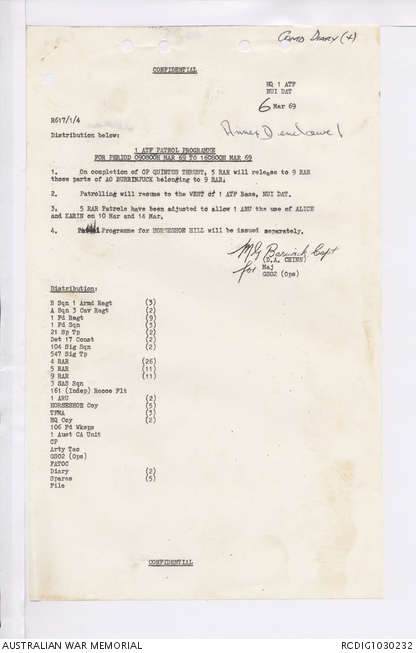 Comd Diary (4)
CONFIDENTIAL
HQ 1 ATF
NUI DAT
6 Mar 69
R617/1/4
Annex D
Distribution below:
1 ATF PATROL PROGRAMME
FOR PERIOD 090800H MAR 69 TO 160800H MAR 69
1. On completion of OP QUINTUS THRUST, 5 RAR will release to 9 RAR
those parts of AO BURRINJUCK belonging to 9 RAR;
2. Patrolling will resume to the WEST of 1 ATF Base, NUI DAT.
3. 5 RAR Patrols have been adjusted to allow 1 ARU the use of ALICE
and KARIN on 10 Mar and 14 Mar.
4. Patrol Programme for HORSESHOE HILL will be issued separately.
M G Barwick Capt
for
(D.A. CHINN)
Maj
GSO2 (Ops)
Distribution:
B Sqn 1 Armd Regt (3)
A Sqn 3 Cav Regt (2)
1 Fd Regt (9)
1 Fd Sqn (3)
21 Sp Tp (2)
Det 17 Const (2)
104 Sig Sqn (2)
547 Sig Tp
4 RAR (26)
5 RAR (11)
9 RAR (11)
3 SAS Sqn
161 (Indep) Recce Flt
1 ARU (2)
HORSESHOE Coy (5)
TFMA (3)
HQ Coy (2)
106 Fd Wksps
1 Aust CA Unit
CP
Arty Tac
GSO2 (Ops)
FATOC
Diary (2)
Spares (5)
File
CONFIDENTIAL
AUSTRALIAN WAR MEMORIAL
RCDIG1030232